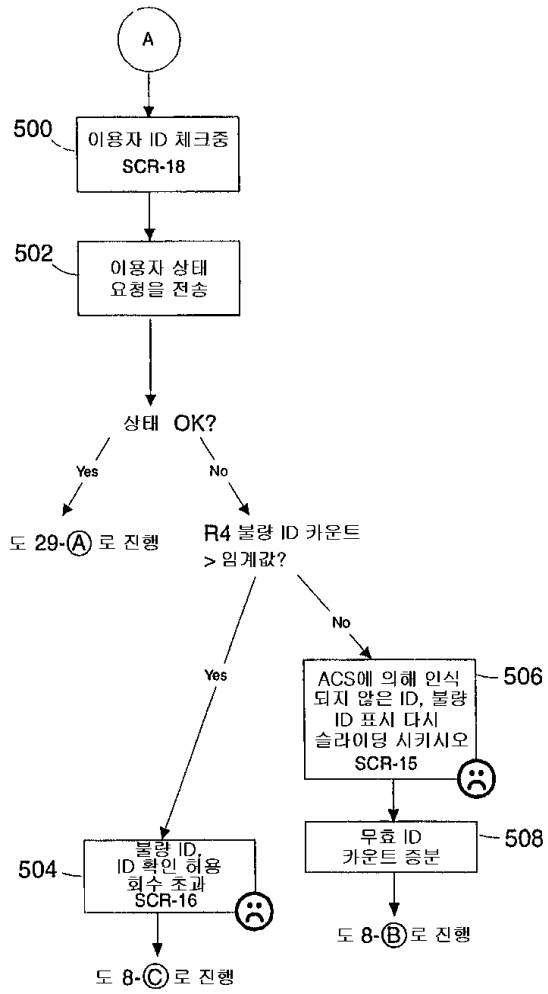 A
500
이용자 ID 체크중
SCR-18
502
이용자 상태
요청을 전송
상태 OK?
Yes
No
도 29-Ⓐ 로 진행
R4 불량 ID 카운트
> 임계값?
No
Yes
506
ACS에 의해 인식
되지 않은 ID, 불량
ID 표시 다시
슬라이딩 시키시오
SCR-15
508
무효 ID
카운트 증분
504
불량 ID,
ID 확인 허용
회수 초과
SCR-16
도 8-Ⓑ로 진행
도 8-Ⓒ 로 진행